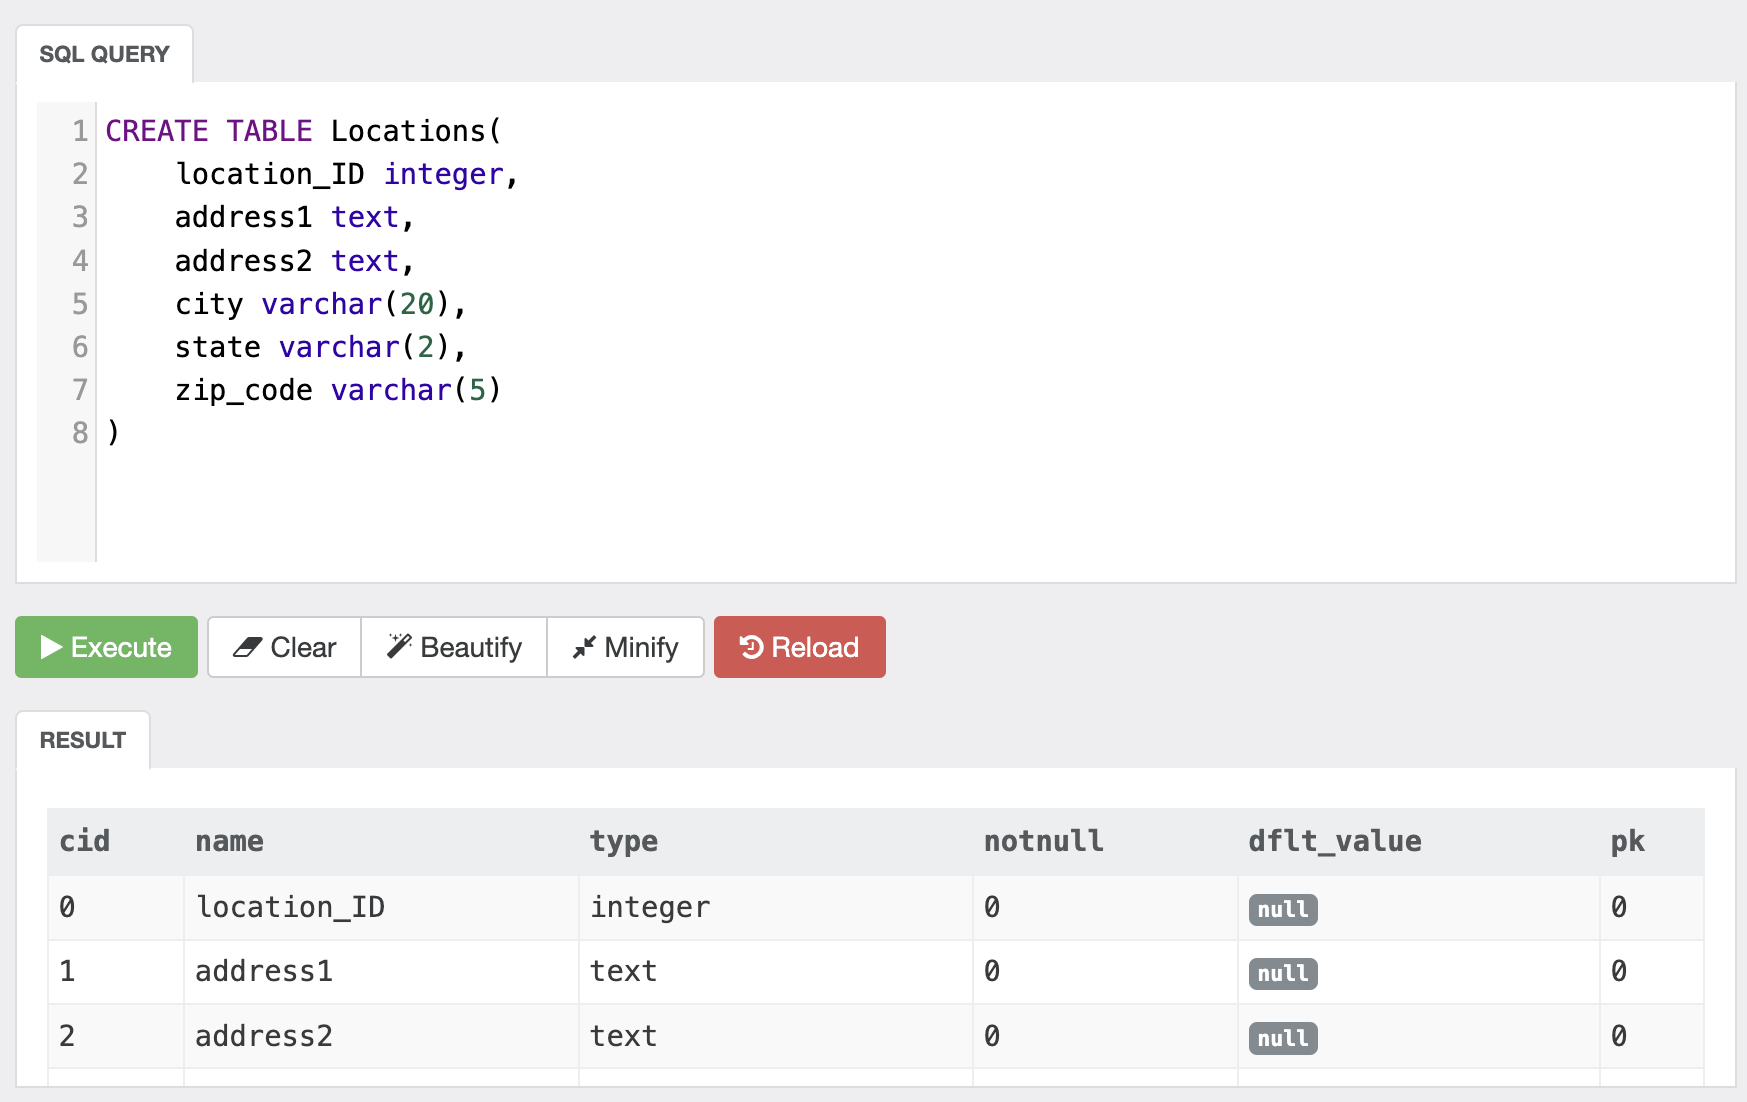 SQL QUERY
1 CREATE TABLE Locations(
2     location_ID integer,
3     address1 text,
4     address2 text,
5     city varchar(20),
6     state varchar(2),
7     zip_code varchar(5)
8 )
Execute Clear Beautify Minify Reload
RESULT
cid name type notnull dflt_value pk
0 location_ID integer 0 null 0
1 address1 text 0 null 0
2 address2 text 0 null 0